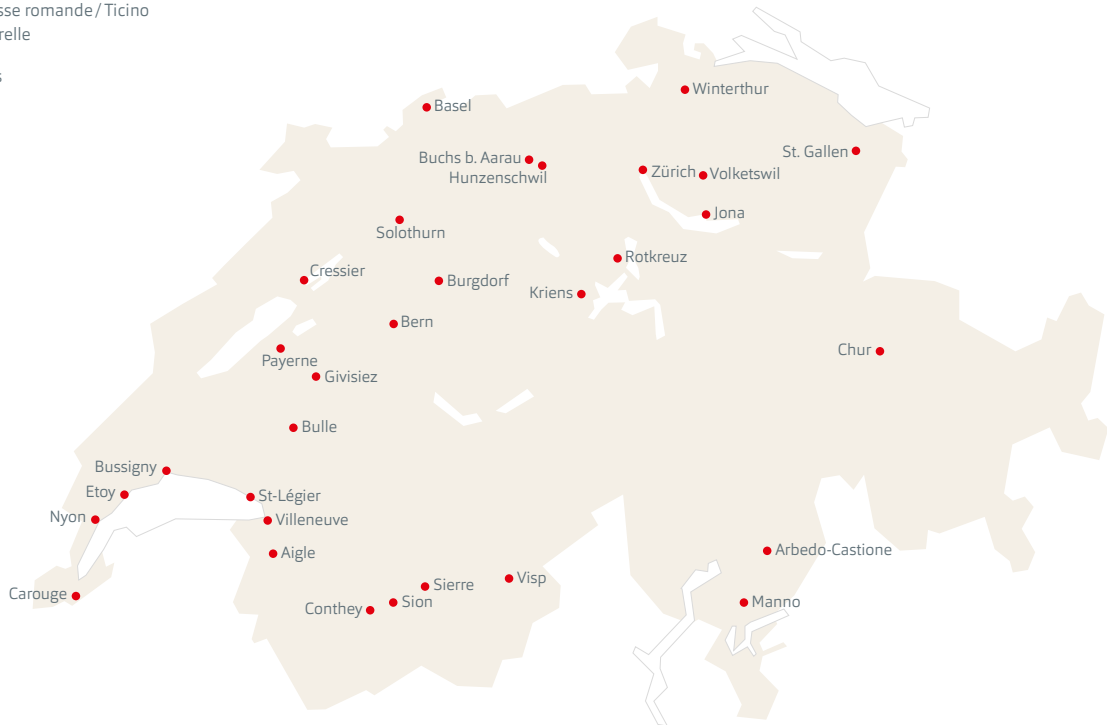 sse romande / Ticino
relle
s
Winterthur
Basel
St. Gallen
Buchs b. Aarau
Hunzenschwil
Zürich
Volketswil
Jona
Solothurn
Rotkreuz
Cressier
Burgdorf
Kriens
Bern
Chur
Payerne
Givisiez
Bulle
Bussigny
Etoy
St-Légier
Nyon
Villeneuve
Aigle
Arbedo-Castione
Visp
Sierre
Carouge
Sion
Conthey
Manno